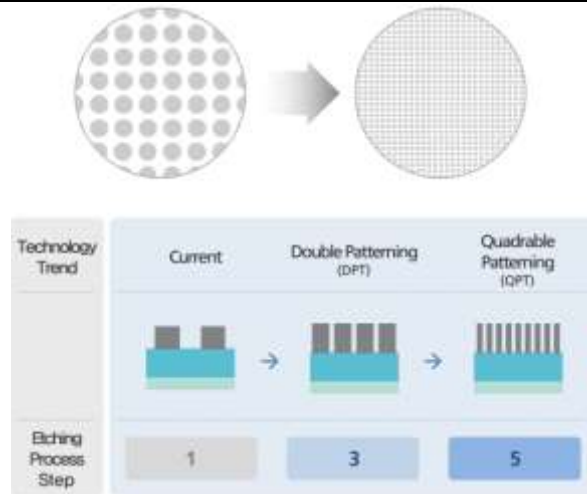 Technology
Trend
Current
Double Patterning
(DPT)
Quadrable
Patterning
(QPT)
Etching
Process
Step
1
3
5